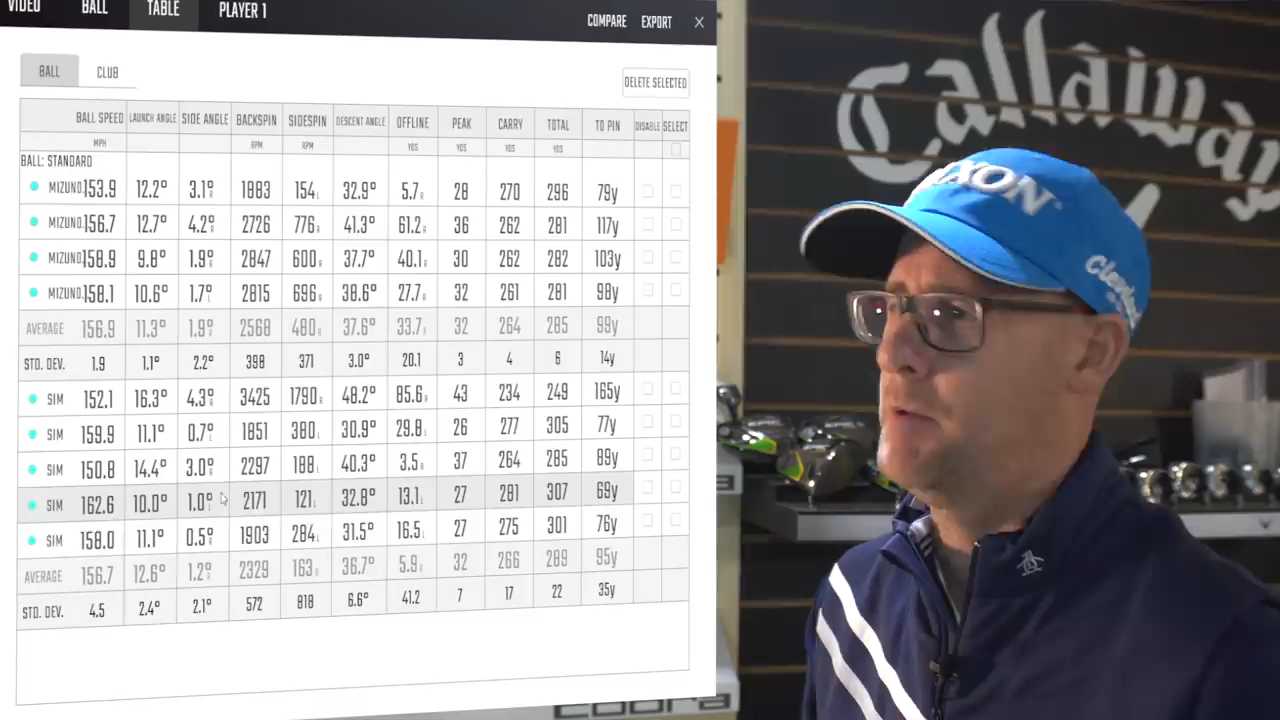 VIDEO BALL TABLE PLAYER 1 COMPARE EXPORT ×
BALL CLUB DELETE SELECTED
BALL SPEED LAUNCH ANGLE SIDE ANGLE BACKSPIN SIDESPIN DESCENT ANGLE OFFLINE PEAK CARRY TOTAL TO PIN DISABLE SELECT
MPH RPM RPM YDS YDS YDS YDS
BALL: STANDARD
MIZUNO 153.9 12.2° 3.1° R 1883 154 L 32.9° 5.7 R 28 270 296 79y
MIZUNO 156.7 12.7° 4.2° R 2726 776 R 41.3° 61.2 R 36 262 281 117y
MIZUNO 158.9 9.8° 1.9° R 2847 600 R 37.7° 40.1 R 30 262 282 103y
MIZUNO 158.1 10.6° 1.7° L 2815 696 R 38.6° 27.7 R 32 261 281 98y
AVERAGE 156.9 11.3° 1.9° R 2568 480 R 37.6° 33.7 R 32 264 285 99y
STD. DEV. 1.9 1.1° 2.2° 398 371 3.0° 20.1 3 4 6 14y
SIM 152.1 16.3° 4.3° R 3425 1790 R 48.2° 85.6 R 43 234 249 165y
SIM 159.9 11.1° 0.7° L 1851 380 L 30.9° 29.8 L 26 277 305 77y
SIM 150.8 14.4° 3.0° R 2297 188 L 40.3° 3.5 R 37 264 285 89y
SIM 162.6 10.0° 1.0° L 2171 121 L 32.8° 13.1 L 27 281 307 69y
SIM 158.0 11.1° 0.5° R 1903 284 L 31.5° 16.5 L 27 275 301 76y
AVERAGE 156.7 12.6° 1.2° R 2329 163 R 36.7° 5.9 R 32 266 289 95y
STD. DEV. 4.5 2.4° 2.1° 572 818 6.6° 41.2 7 17 22 35y
Callaway
XXON
Cleveland
cobra